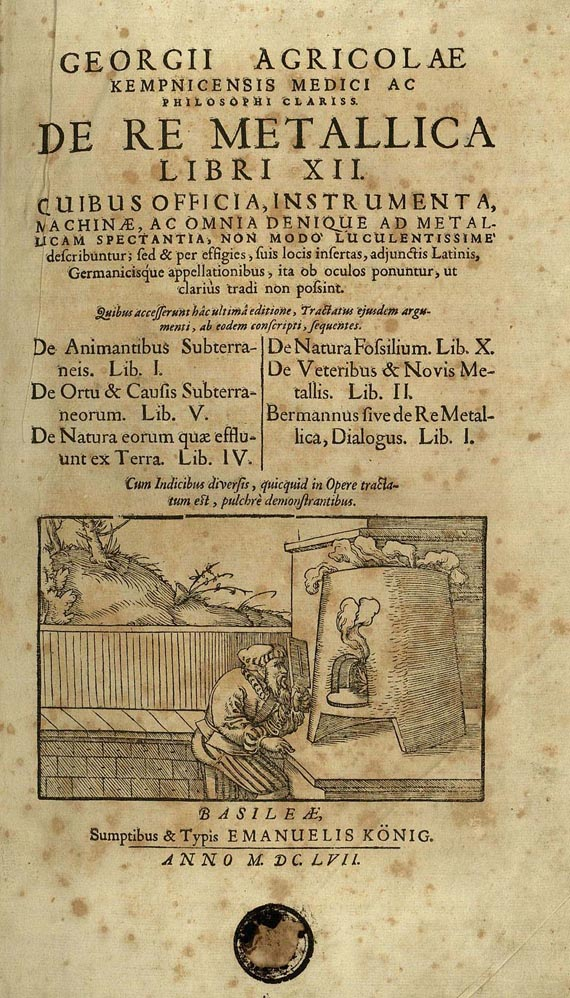 GEORGII AGRICOLAE
KEMPNICENSIS MEDICI AC
PHILOSOPHI CLARISS.
DE RE METALLICA
LIBRI XII.
QUIBUS OFFICIA, INSTRUMENTA,
MACHINÆ, AC OMNIA DENIQUE AD METAL-
LICAM SPECTANTIA, NON MODO LUCULENTISSIME
deſcribuntur; ſed & per effigies, ſuis locis inſertas, adjunctis Latinis,
Germanicisque appellationibus, ita ob oculos ponuntur, ut
clarius tradi non poſſint.
Quibus acceſſerunt hâc ultimâ editione, Tractatus ejuſdem argu-
menti, ab eodem conſcripti, ſequentes.
De Animantibus Subterra-
neis. Lib. I.
De Ortu & Cauſis Subterra-
neorum. Lib. V.
De Natura eorum quæ efflu-
unt ex Terra. Lib. IV.
De Natura Foſſilium. Lib. X.
De Veteribus & Novis Me-
tallis. Lib. II.
Bermannus ſive de Re Metal-
lica, Dialogus. Lib. I.
Cum Indicibus diverſis, quicquid in Opere tracta-
tum eſt, pulchrè demonſtrantibus.
BASILEÆ,
Sumptibus & Typis EMANUELIS KÖNIG.
ANNO M. DC. LVII.